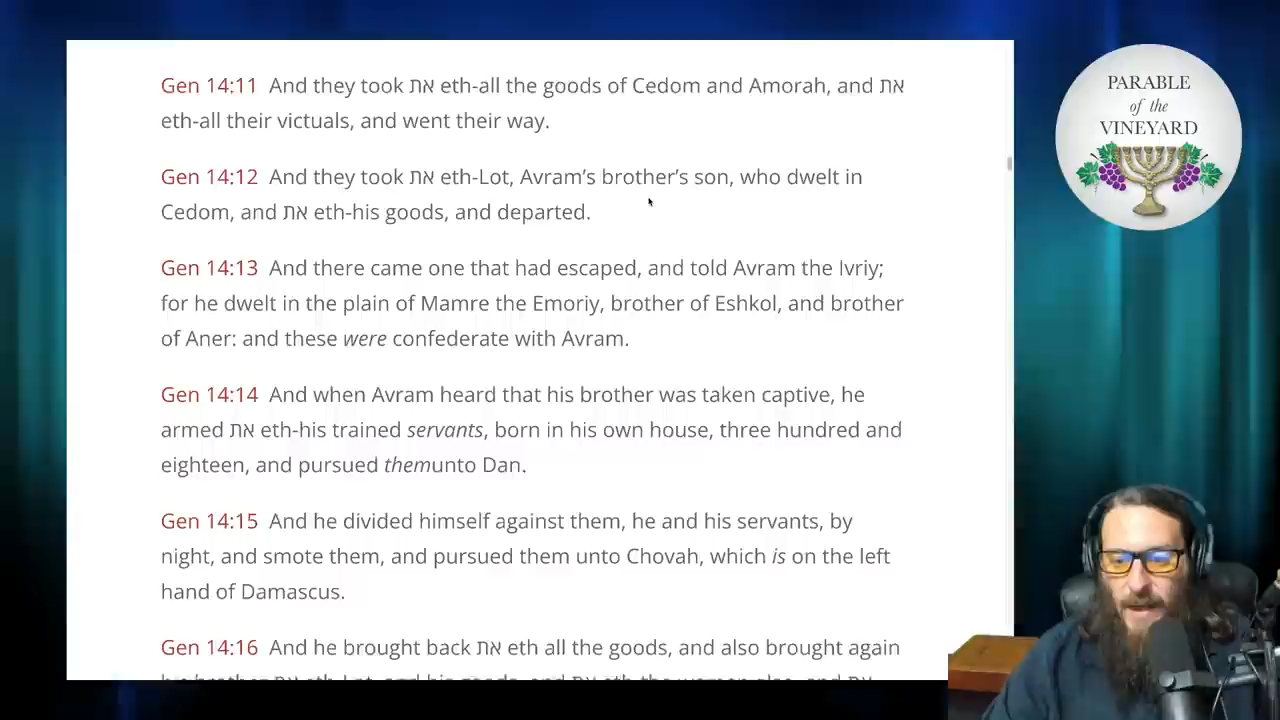 Gen 14:11 And they took את eth-all the goods of Cedom and Amorah, and את
eth-all their victuals, and went their way.
Gen 14:12 And they took את eth-Lot, Avram's brother's son, who dwelt in
Cedom, and את eth-his goods, and departed.
Gen 14:13 And there came one that had escaped, and told Avram the Ivriy;
for he dwelt in the plain of Mamre the Emoriy, brother of Eshkol, and brother
of Aner: and these were confederate with Avram.
Gen 14:14 And when Avram heard that his brother was taken captive, he
armed את eth-his trained servants, born in his own house, three hundred and
eighteen, and pursued themunto Dan.
Gen 14:15 And he divided himself against them, he and his servants, by
night, and smote them, and pursued them unto Chovah, which is on the left
hand of Damascus.
Gen 14:16 And he brought back את eth all the goods, and also brought again
PARABLE
of the
VINEYARD